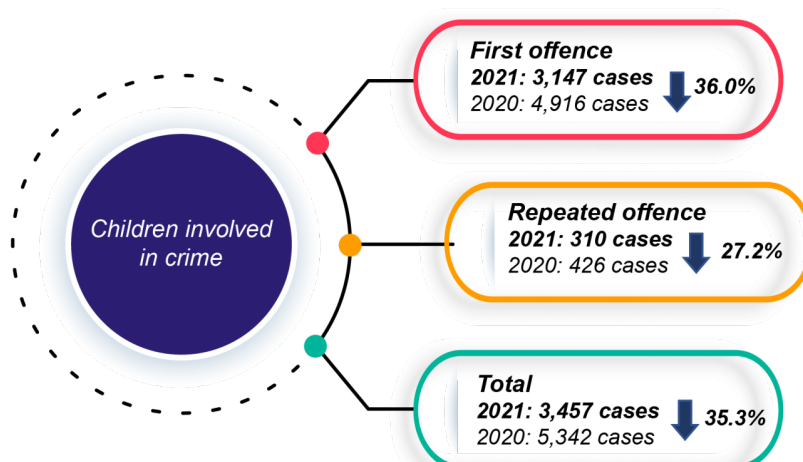 Children involved
in crime
First offence
2021: 3,147 cases
2020: 4,916 cases
36.0%
Repeated offence
2021: 310 cases
2020: 426 cases
27.2%
Total
2021: 3,457 cases
2020: 5,342 cases
35.3%